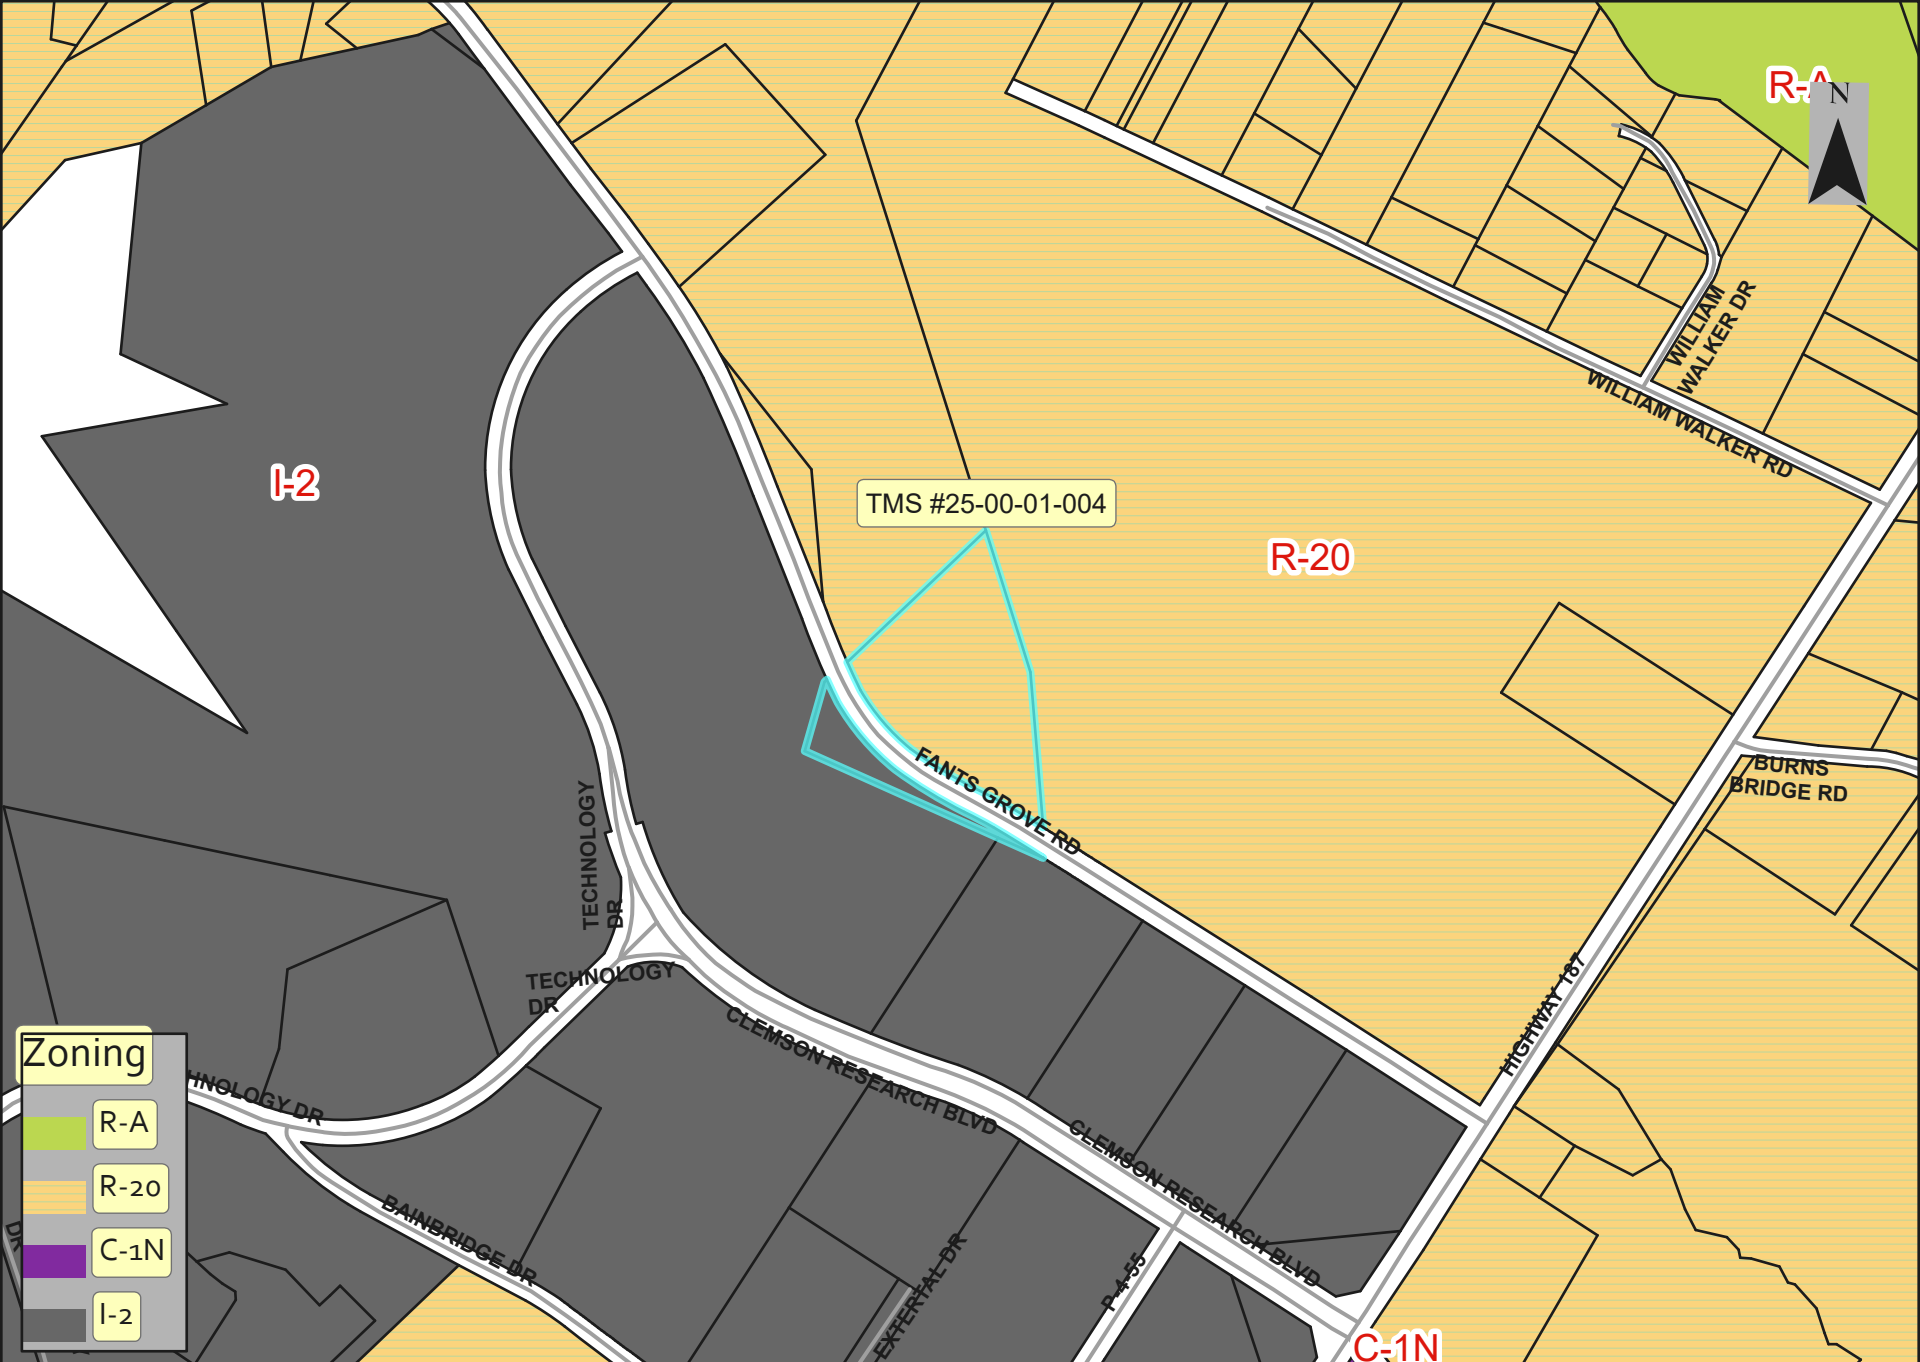 R-A
N
WILLIAM
WALKER DR
WILLIAM WALKER RD
I-2
TMS #25-00-01-004
R-20
FANTS GROVE RD
BURNS
BRIDGE RD
TECHNOLOGY
DR
TECHNOLOGY
DR
HIGHWAY 187
CLEMSON RESEARCH BLVD
CLEMSON RESEARCH BLVD
HNOLOGY DR
BAINBRIDGE DR
EXTERTAL DR
P-4-55
C-1N
DR
Zoning
R-A
R-20
C-1N
I-2